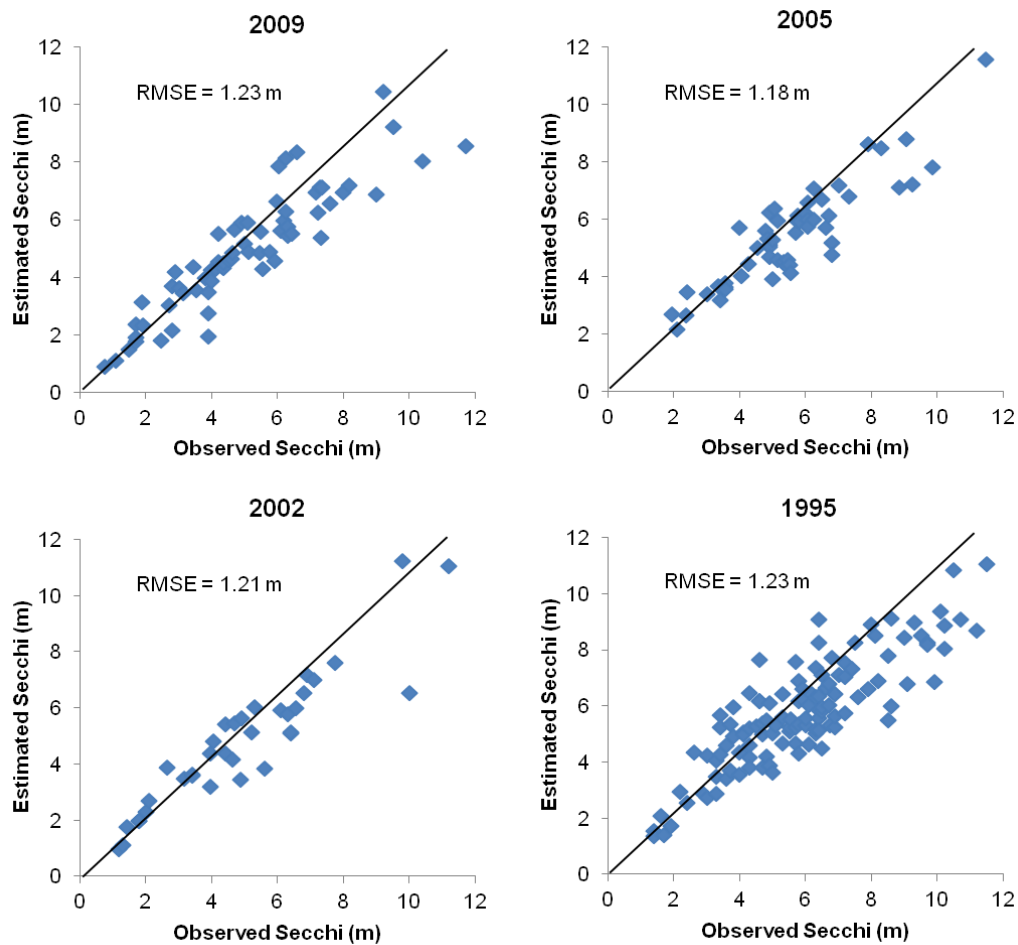 2009
RMSE = 1.23 m
Estimated Secchi (m)
12
10
8
6
4
2
0
0 2 4 6 8 10 12
Observed Secchi (m)
2005
RMSE = 1.18 m
Estimated Secchi (m)
12
10
8
6
4
2
0
0 2 4 6 8 10 12
Observed Secchi (m)
2002
RMSE = 1.21 m
Estimated Secchi (m)
12
10
8
6
4
2
0
0 2 4 6 8 10 12
Observed Secchi (m)
1995
RMSE = 1.23 m
Estimated Secchi (m)
12
10
8
6
4
2
0
0 2 4 6 8 10 12
Observed Secchi (m)